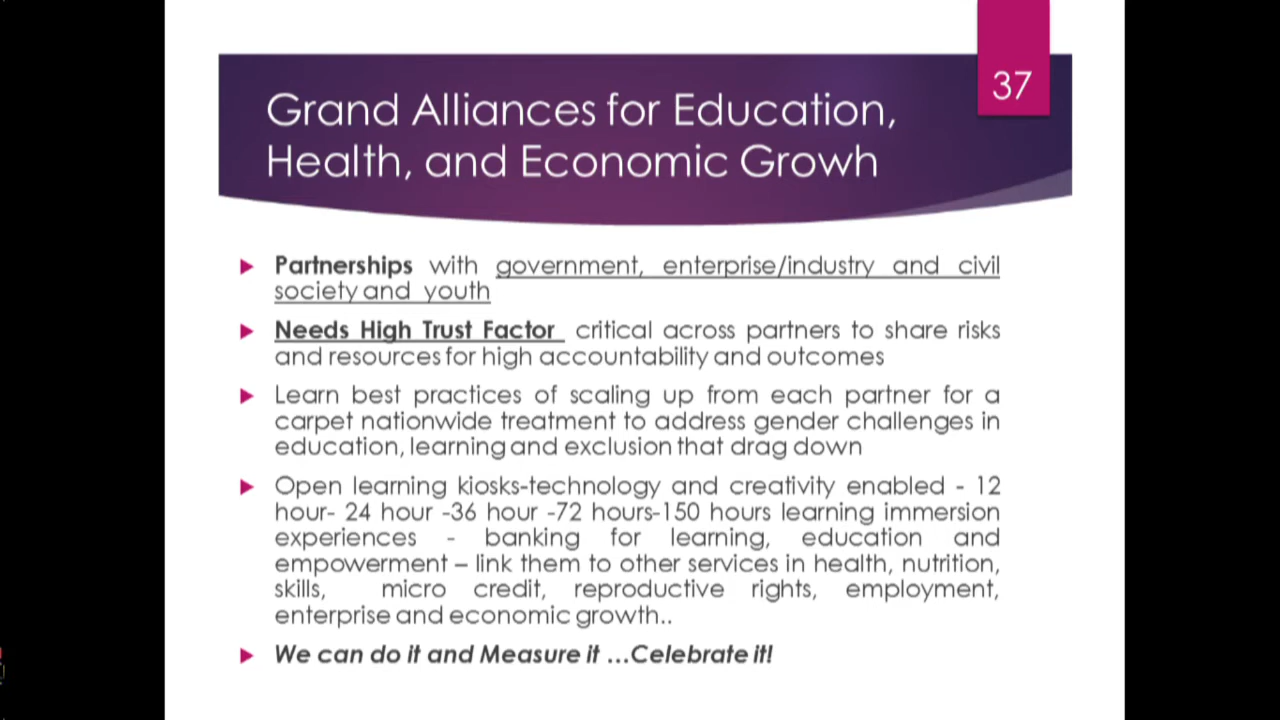 37
Grand Alliances for Education,
Health, and Economic Growh
Partnerships with government, enterprise/industry and civil
society and youth
Needs High Trust Factor critical across partners to share risks
and resources for high accountability and outcomes
Learn best practices of scaling up from each partner for a
carpet nationwide treatment to address gender challenges in
education, learning and exclusion that drag down
Open learning kiosks-technology and creativity enabled - 12
hour- 24 hour -36 hour -72 hours-150 hours learning immersion
experiences - banking for learning, education and
empowerment – link them to other services in health, nutrition,
skills, micro credit, reproductive rights, employment,
enterprise and economic growth..
We can do it and Measure it ...Celebrate it!